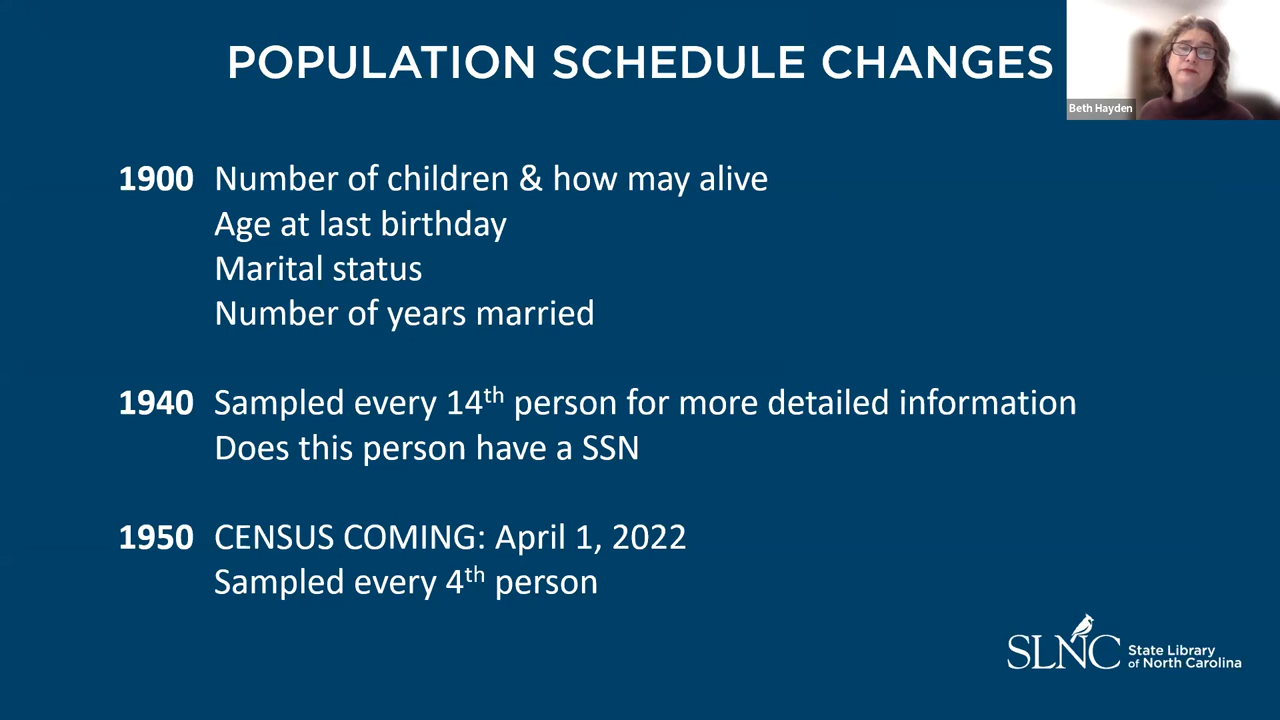 POPULATION SCHEDULE CHANGES
Beth Hayden
1900 Number of children & how may alive
Age at last birthday
Marital status
Number of years married
1940 Sampled every 14th person for more detailed information
Does this person have a SSN
1950 CENSUS COMING: April 1, 2022
Sampled every 4th person
SLNC State Library
of North Carolina